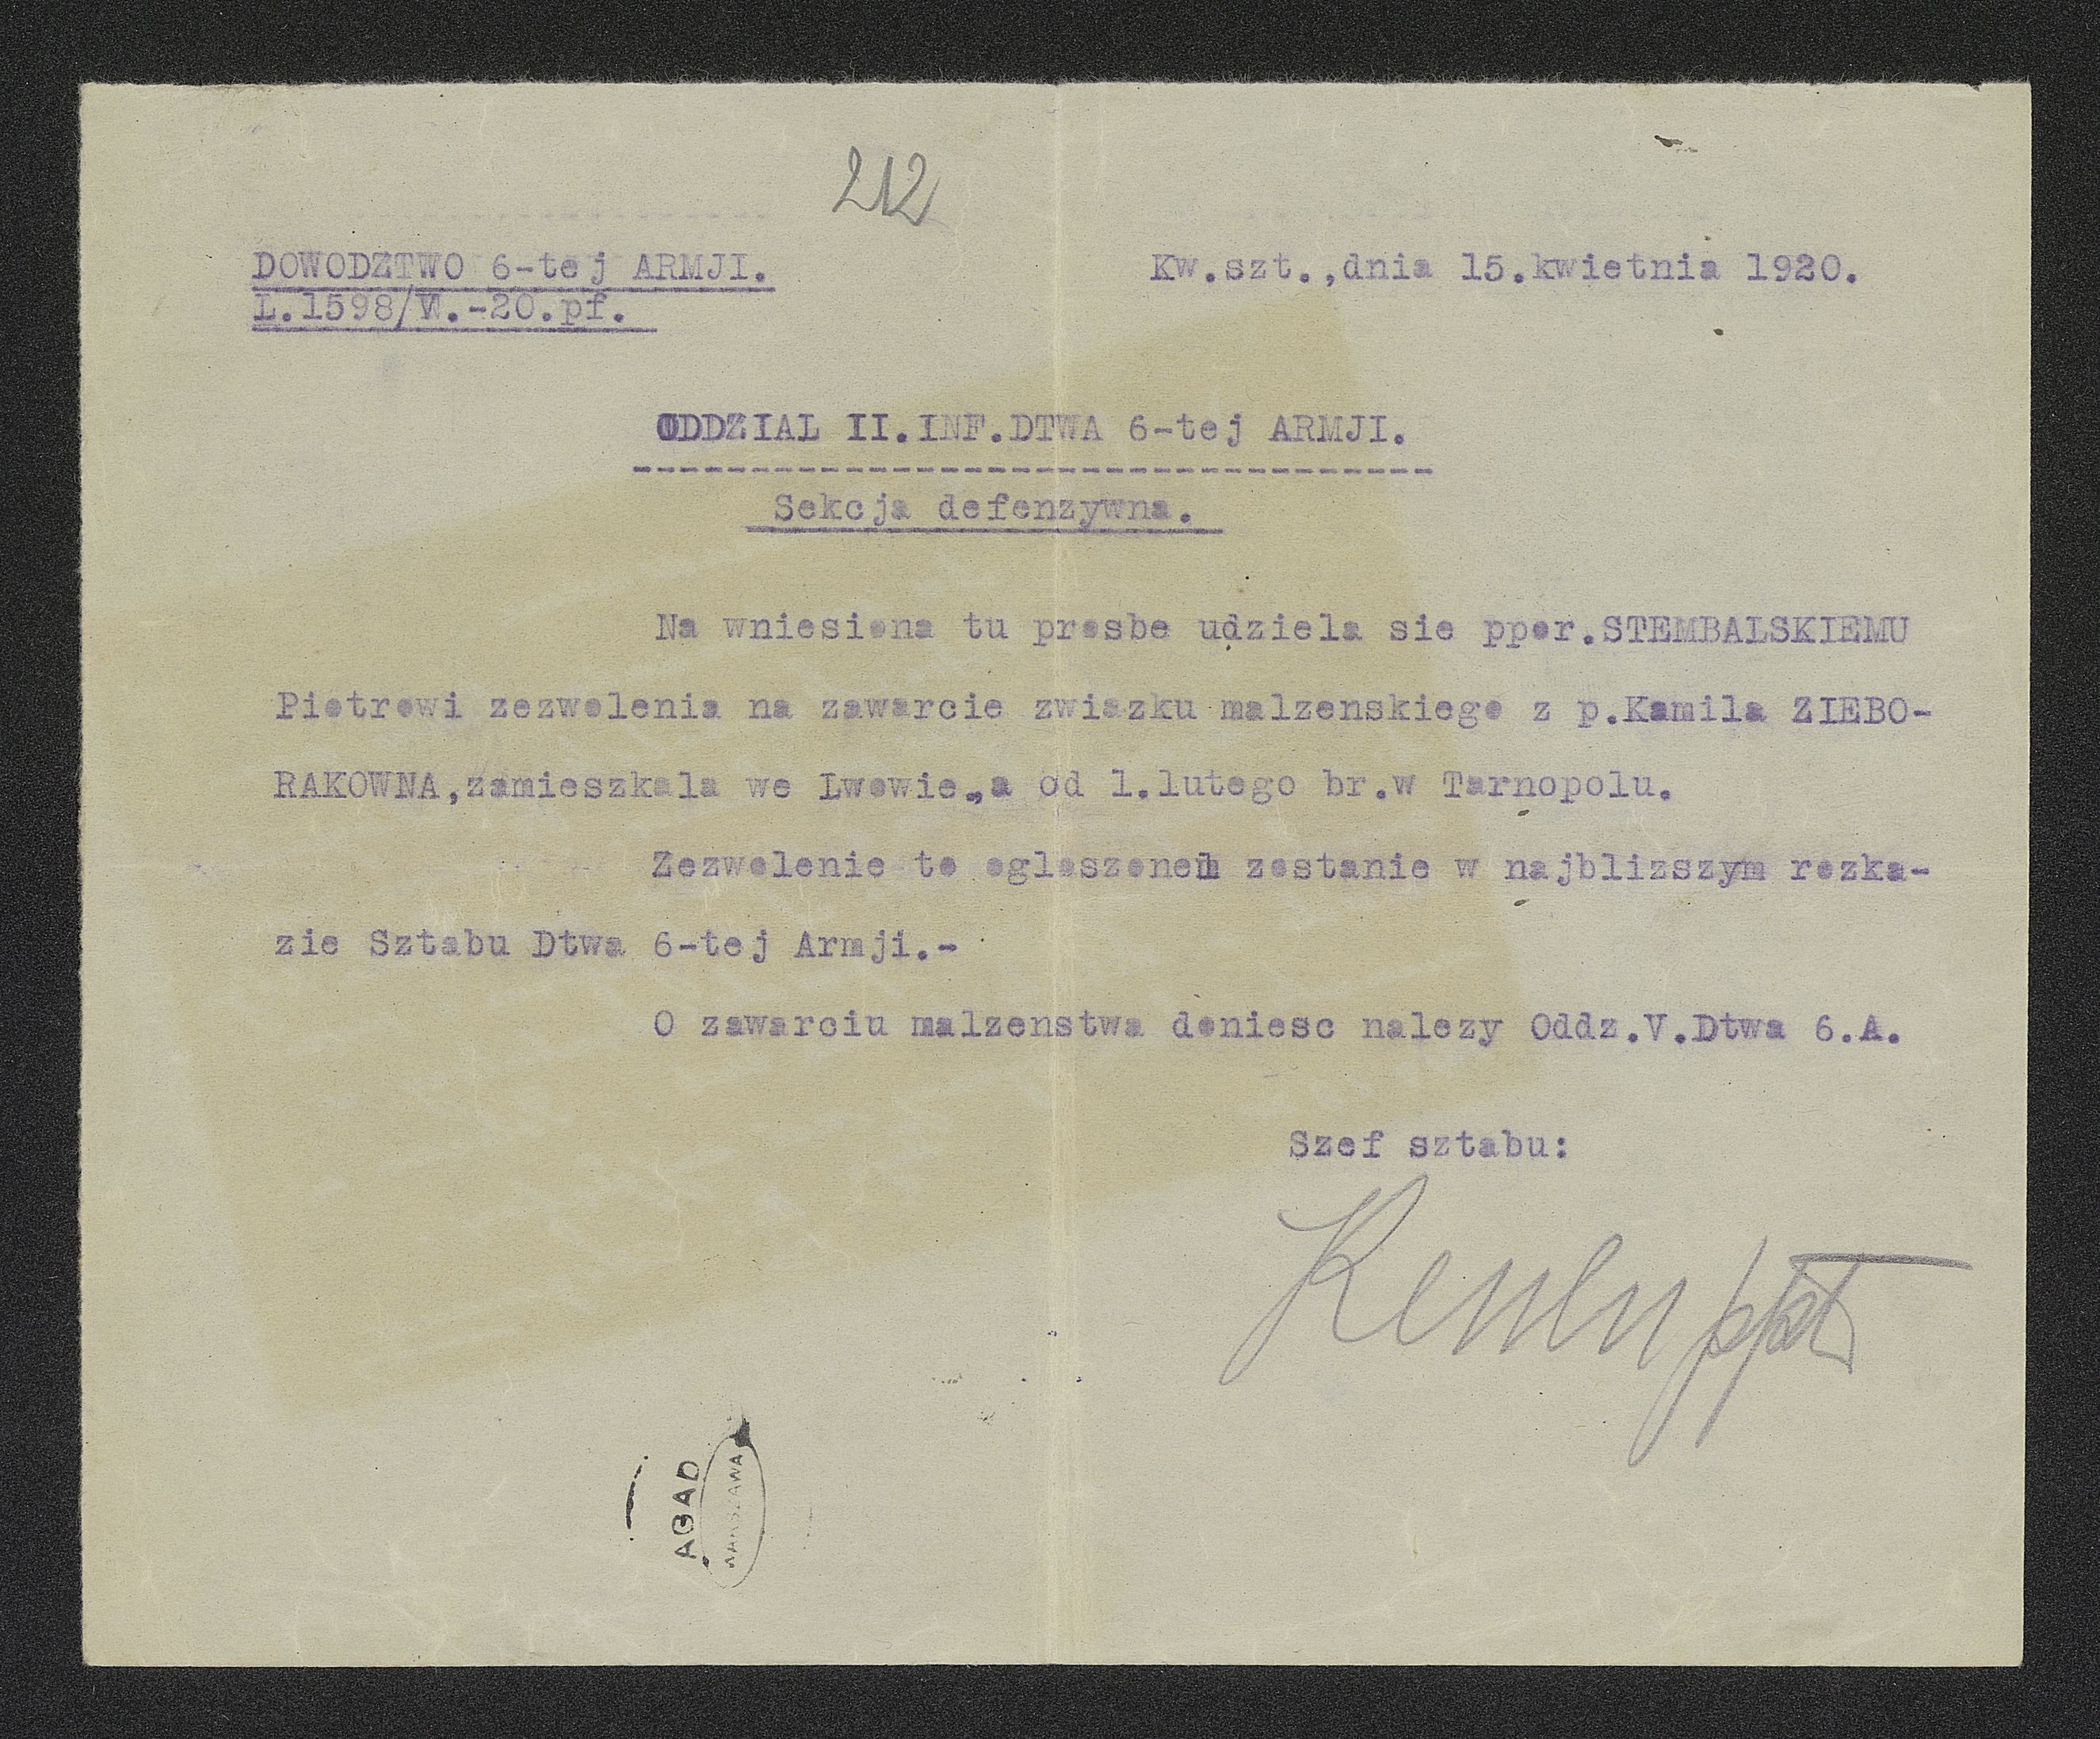 212
DOWODZTWO 6-tej ARMJI.
Kw.szt.,dnia 15.kwietnia 1920.
L.1598/VI.-20.pf.
ODDZIAL II.INF.DTWA 6-tej ARMJI.
Sekcja defenzywna.
Na wniesiona tu prosbe udziela sie ppor.STEMBALSKIEMU
Piotrowi zezwolenia na zawarcie zwiazku malzenskiego z p.Kamila ZIEBO-
RAKOWNA,zamieszkala we Lwowie„a od 1.lutego br.w Tarnopolu.
Zezwolenie to ogloszonem zostanie w najblizszym rozka-
zie Sztabu Dtwa 6-tej Armji.-
O zawarciu malzenstwa doniesc nalezy Oddz.V.Dtwa 6.A.
Szef sztabu:
AGAD
WARSZAWA